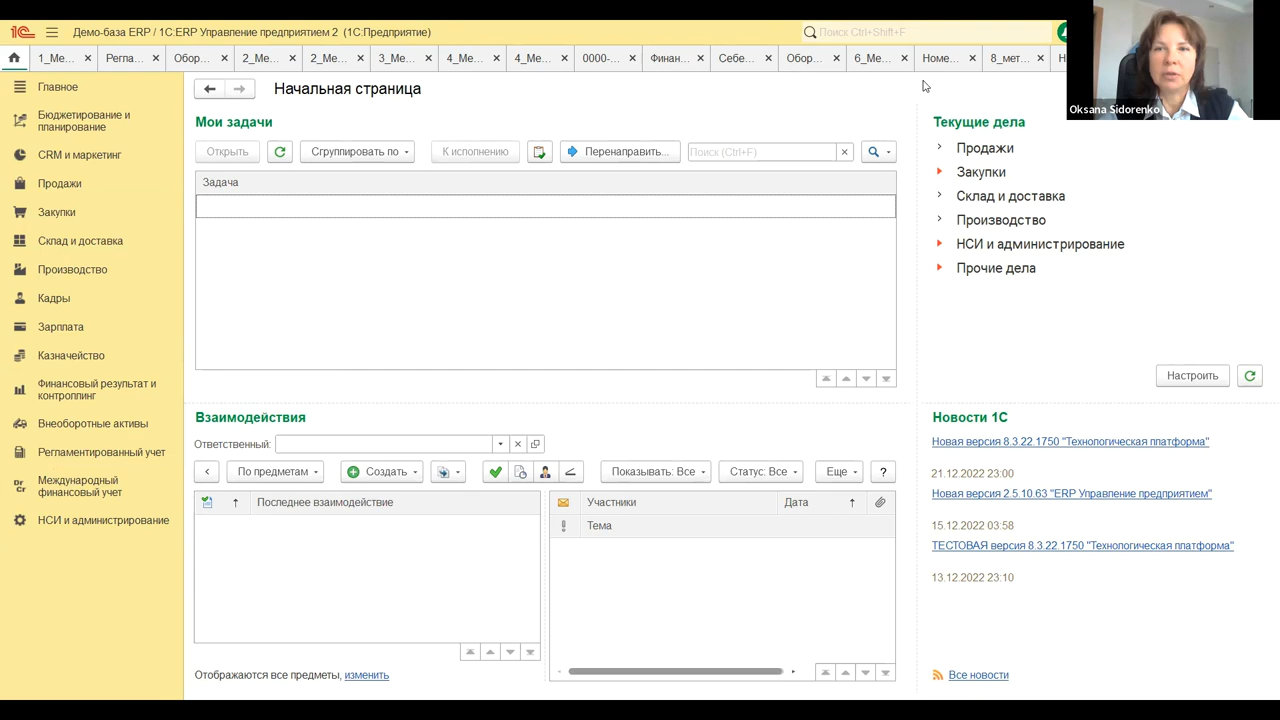 Демо-база ERP / 1С:ERP Управление предприятием 2 (1С:Предприятие)
Поиск Ctrl+Shift+F
1_Ме...
Регла...
Обор...
2_Ме...
2_Ме...
3_Ме...
4_Ме...
4_Ме...
0000-...
Финан...
Себе...
Обор...
6_Ме...
Номе...
8_мет...
Oksana Sidorenko
Главное
Бюджетирование и
планирование
CRM и маркетинг
Продажи
Закупки
Склад и доставка
Производство
Кадры
Зарплата
Казначейство
Финансовый результат и
контроллинг
Внеоборотные активы
Регламентированный учет
Международный
финансовый учет
НСИ и администрирование
Начальная страница
Мои задачи
Открыть
Сгруппировать по
К исполнению
Перенаправить...
Поиск (Ctrl+F)
Задача
Текущие дела
Продажи
Закупки
Склад и доставка
Производство
НСИ и администрирование
Прочие дела
Настроить
Взаимодействия
Ответственный:
По предметам
Создать
Показывать: Все
Статус: Все
Еще
?
Последнее взаимодействие
Участники
Дата
Тема
Отображаются все предметы, изменить
Новости 1С
Новая версия 8.3.22.1750 "Технологическая платформа"
21.12.2022 23:00
Новая версия 2.5.10.63 "ERP Управление предприятием"
15.12.2022 03:58
ТЕСТОВАЯ версия 8.3.22.1750 "Технологическая платформа"
13.12.2022 23:10
Все новости